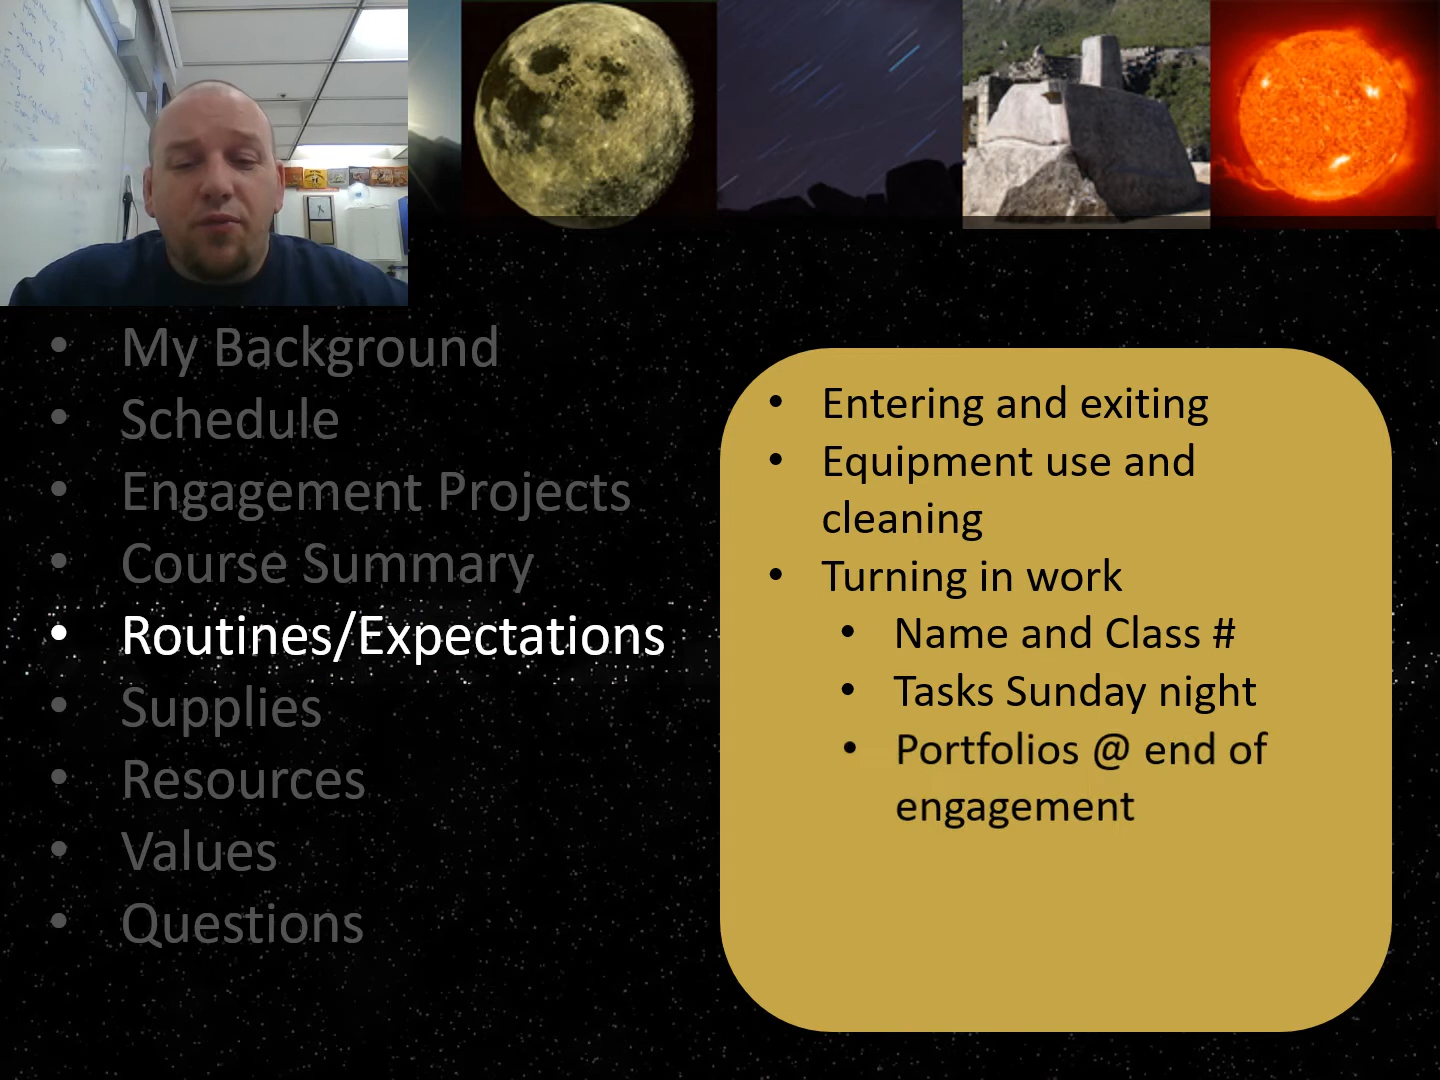 • My Background
• Schedule
• Engagement Projects
• Course Summary
• Routines/Expectations
• Supplies
• Resources
• Values
• Questions
• Entering and exiting
• Equipment use and
cleaning
• Turning in work
• Name and Class #
• Tasks Sunday night
• Portfolios @ end of
engagement